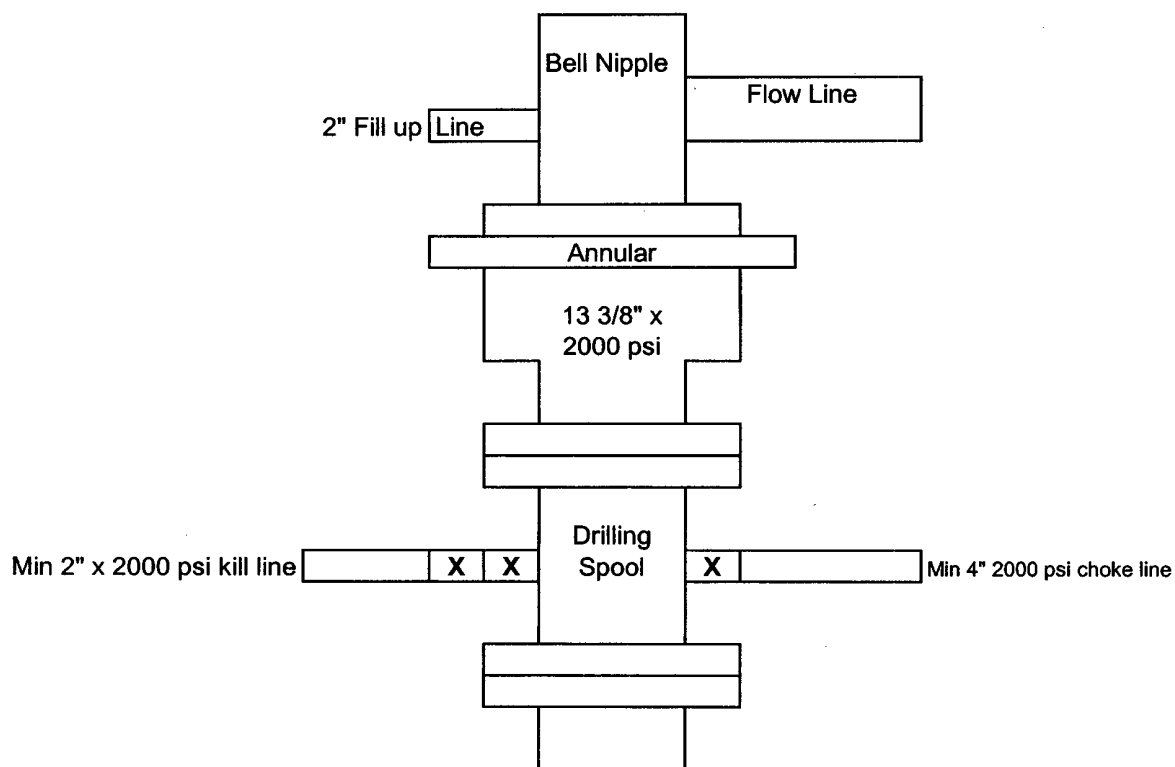 Bell Nipple
Flow Line
2" Fill up Line
Annular
13 3/8" x
2000 psi
Drilling
Spool
Min 2" x 2000 psi kill line
X X
X
Min 4" 2000 psi choke line